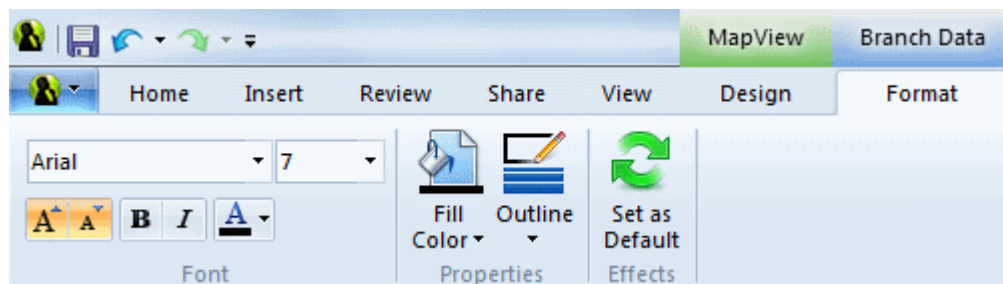 MapView Branch Data
Home Insert Review Share View Design Format
Arial 7
A A B I A
Fill Color Outline Set as Default
Font Properties Effects